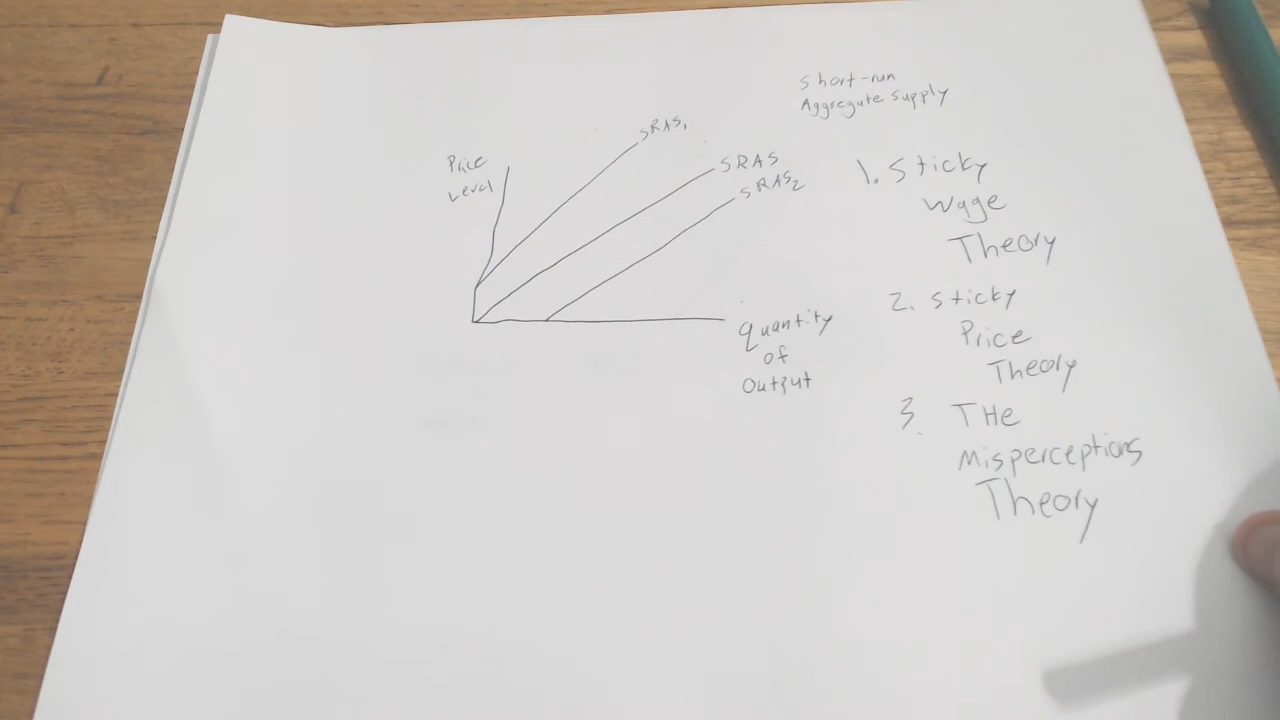 Short-run
Aggregate supply
SRAS1
Price
Level
SRAS
SRAS2
Quantity
of
Output
1. Sticky
Wage
Theory
2. Sticky
Price
Theory
3. THe
Misperceptions
Theory